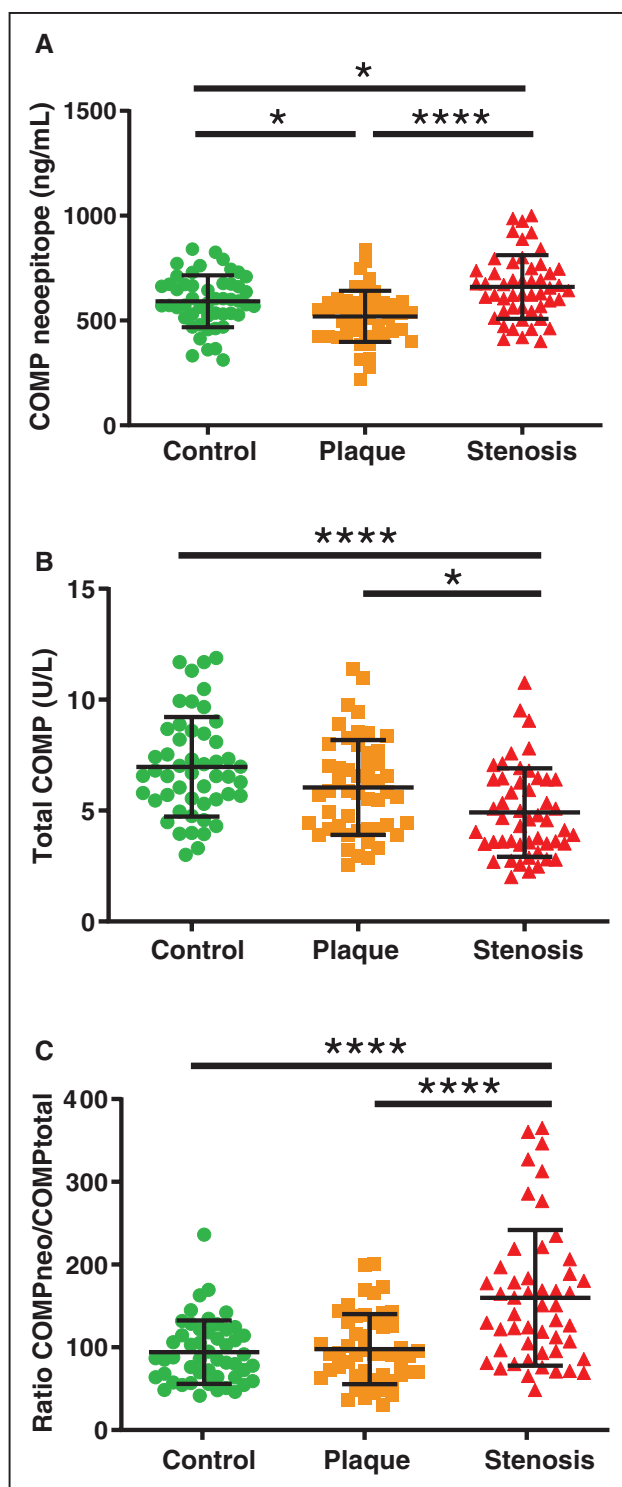 A
*
* ****
COMP neoepitope (ng/mL)
1500
1000
500
0
Control Plaque Stenosis
B
****
*
Total COMP (U/L)
15
10
5
0
Control Plaque Stenosis
C
****
****
Ratio COMPneo/COMPtotal
400
300
200
100
0
Control Plaque Stenosis